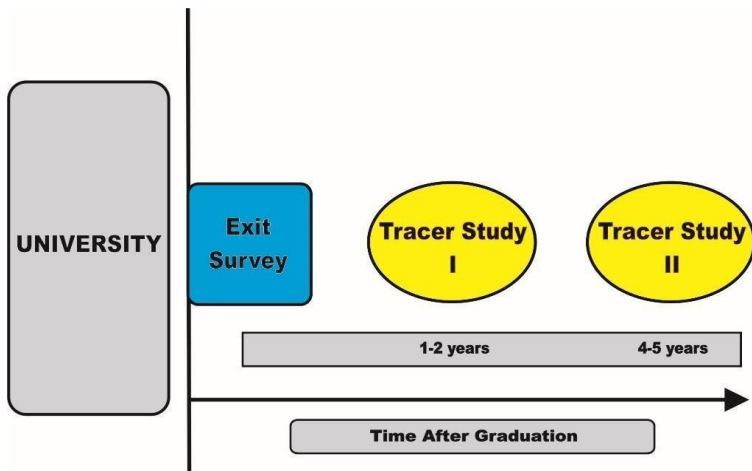 UNIVERSITY
Exit
Survey
Tracer Study
I
Tracer Study
II
1-2 years
4-5 years
Time After Graduation